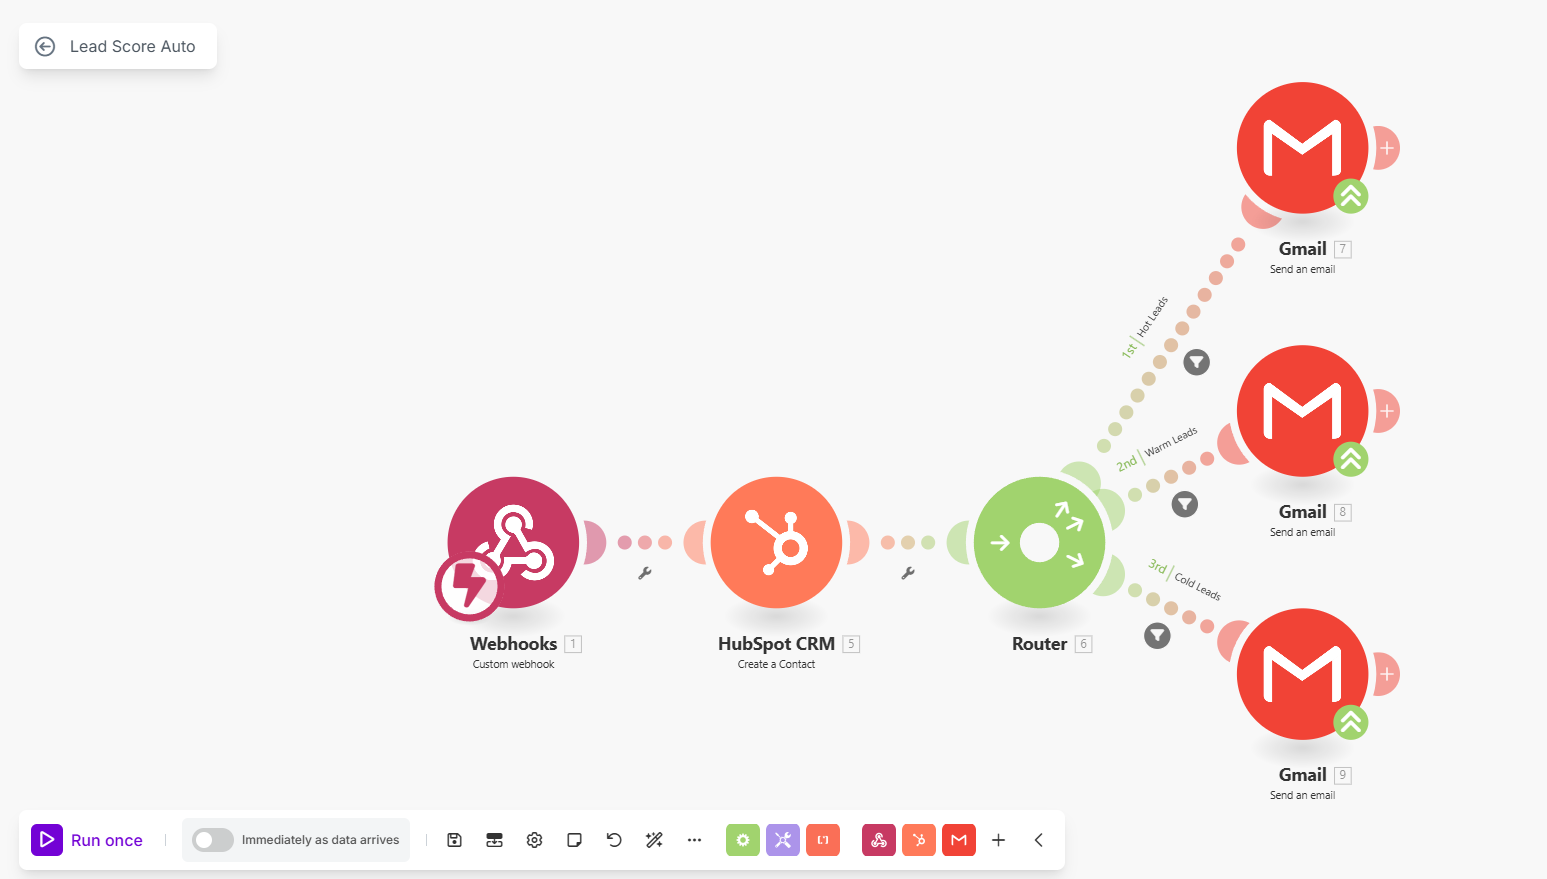 Lead Score Auto
Gmail 7
Send an email
1st | Hot Leads
Gmail 8
Send an email
2nd | Warm Leads
Webhooks 1
Custom webhook
HubSpot CRM 5
Create a Contact
Router 6
3rd | Cold Leads
Gmail 9
Send an email
Run once
Immediately as data arrives